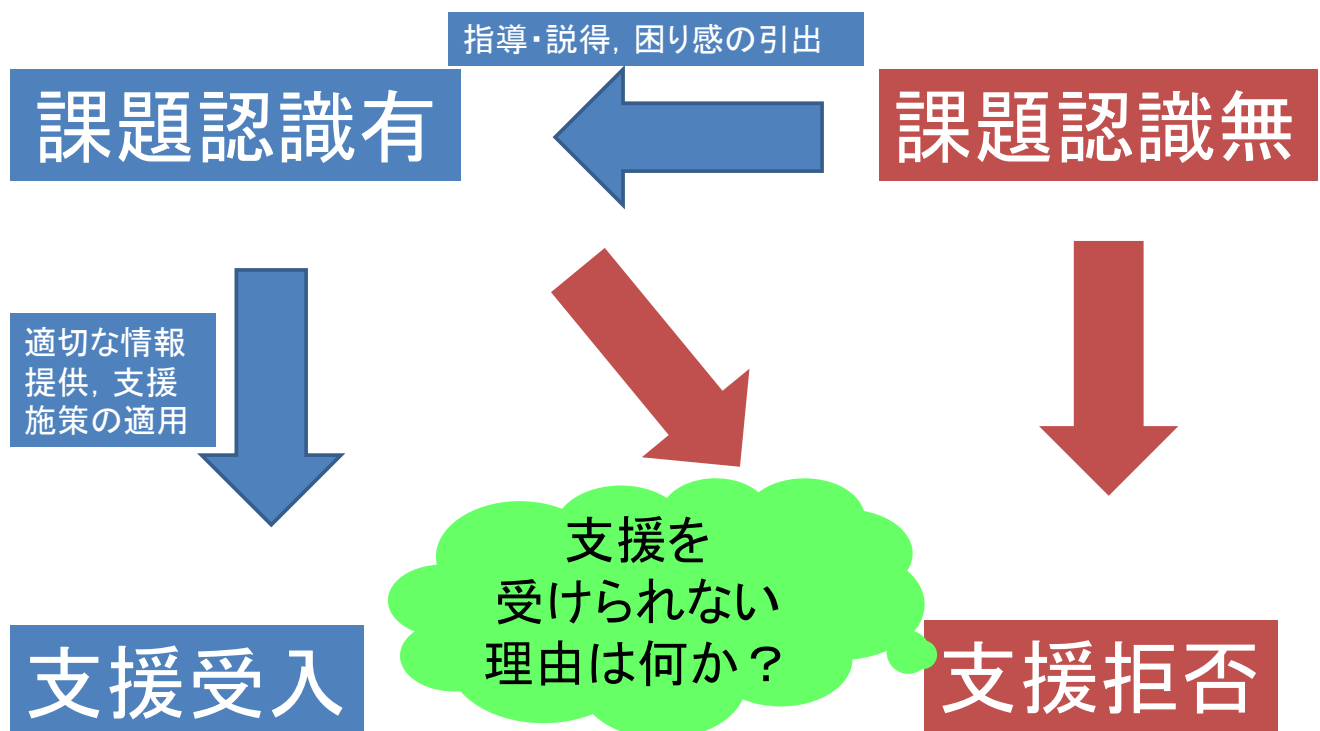 指導・説得，困り感の引出
課題認識有
課題認識無
適切な情報
提供，支援
施策の適用
支援を
受けられない
理由は何か？
支援受入
支援拒否